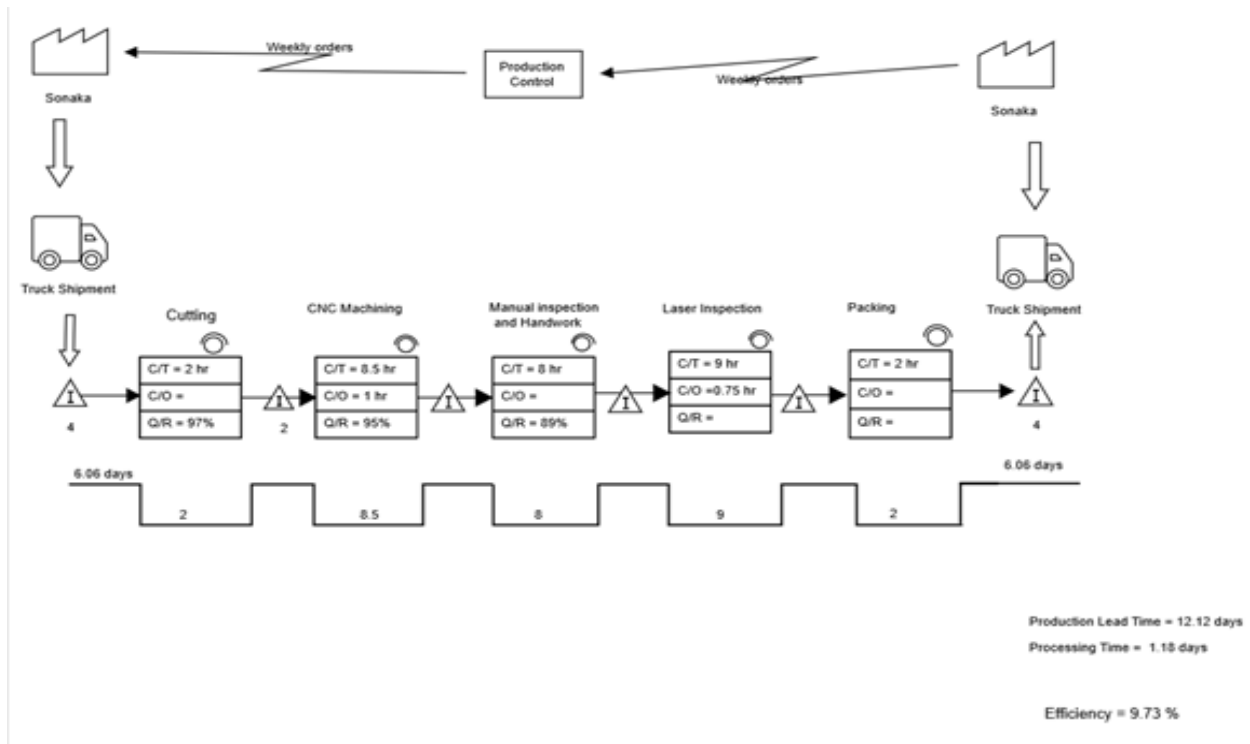 Weekly orders
Production
Control
Weekly orders
Sonaka
Sonaka
Truck Shipment
Truck Shipment
Cutting
CNC Machining
Manual inspection
and Handwork
Laser Inspection
Packing
C/T = 2 hr
C/O =
Q/R = 97%
C/T = 8.5 hr
C/O = 1 hr
Q/R = 95%
C/T = 8 hr
C/O =
Q/R = 89%
C/T = 9 hr
C/O =0.75 hr
Q/R =
C/T = 2 hr
C/O =
Q/R =
I
I
I
I
I
I
4
2
4
6.06 days
2
8.5
8
9
2
6.06 days
Production Lead Time = 12.12 days
Processing Time = 1.18 days
Efficiency = 9.73 %